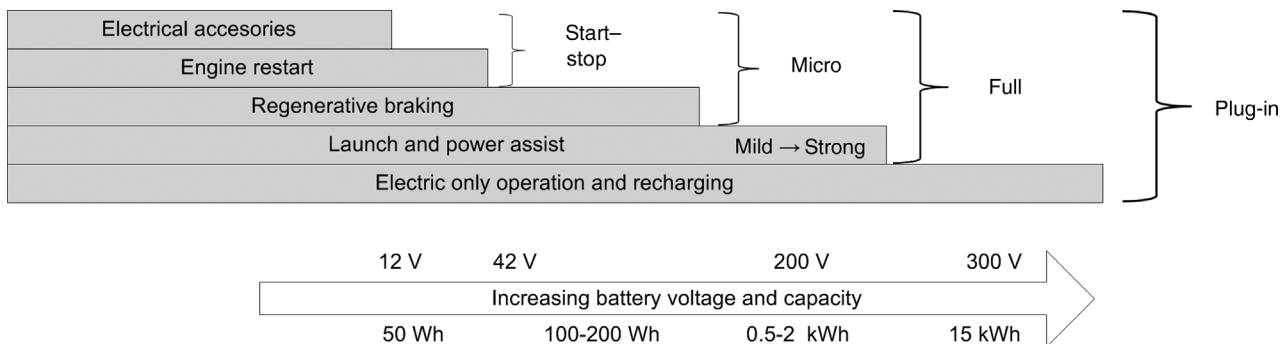 Electrical accesories
Engine restart
Regenerative braking
Launch and power assist
Mild → Strong
Electric only operation and recharging
Start–
stop
Micro
Full
Plug-in
12 V 42 V 200 V 300 V
Increasing battery voltage and capacity
50 Wh 100-200 Wh 0.5-2 kWh 15 kWh